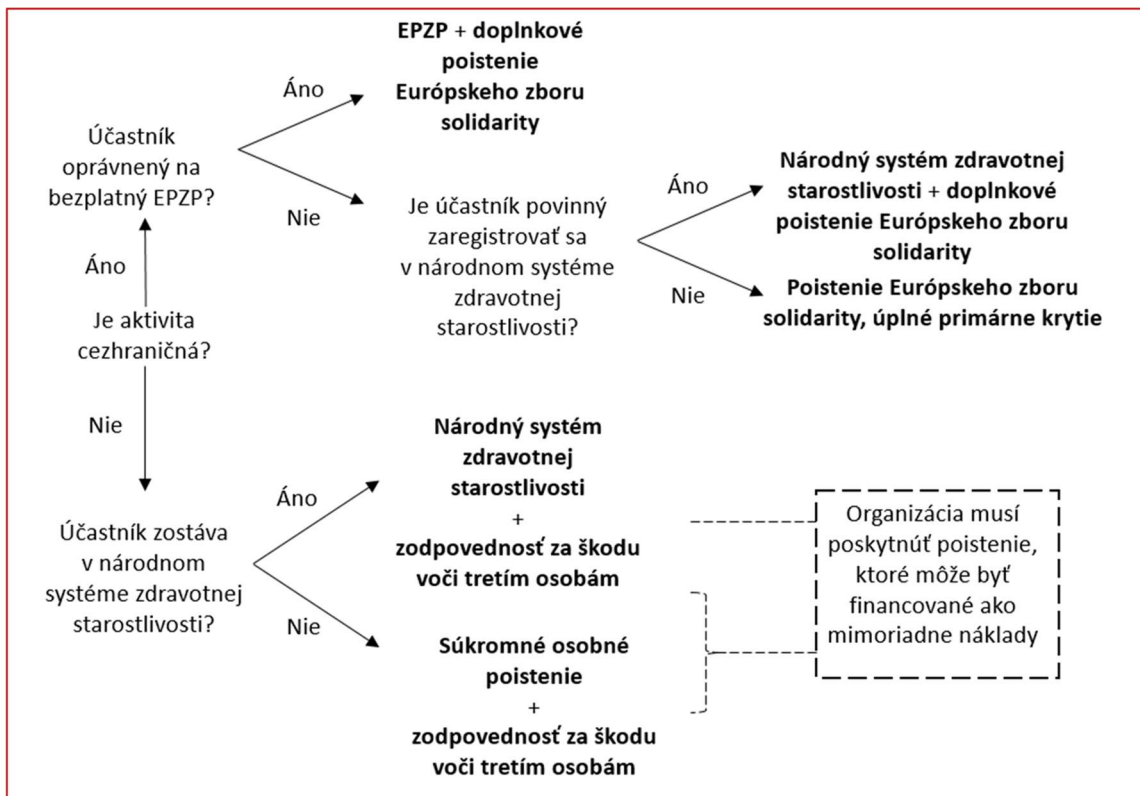 EPZP + doplnkové
poistenie
Európskeho zboru
solidarity
Áno
Účastník
oprávnený na
bezplatný EPZP?
Nie
Je účastník povinný
zaregistrovať sa
v národnom systéme
zdravotnej
starostlivosti?
Áno
Národný systém zdravotnej
starostlivosti + doplnkové
poistenie Európskeho zboru
solidarity
Nie
Poistenie Európskeho zboru
solidarity, úplné primárne krytie
Áno
Je aktivita
cezhraničná?
Nie
Účastník zostáva
v národnom
systéme zdravotnej
starostlivosti?
Áno
Národný systém
zdravotnej
starostlivosti
+
zodpovednosť za škodu
voči tretím osobám
Nie
Súkromné osobné
poistenie
+
zodpovednosť za škodu
voči tretím osobám
Organizácia musí
poskytnúť poistenie,
ktoré môže byť
financované ako
mimoriadne náklady